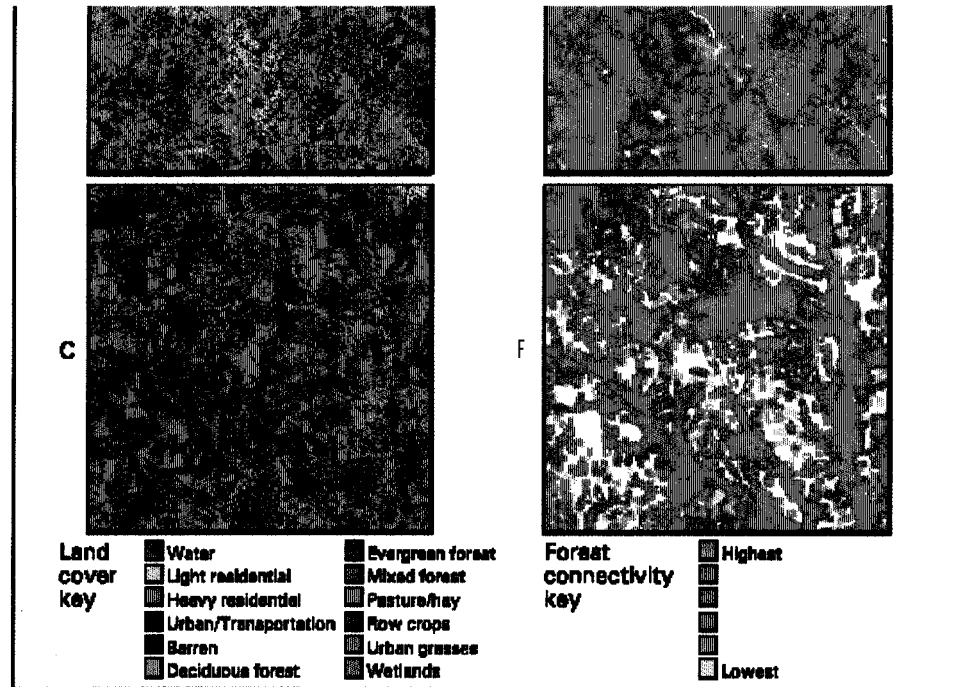 C
F
Land cover key
Water
Light residential
Heavy residential
Urban/Transportation
Barren
Deciduous forest
Evergreen forest
Mixed forest
Pasture/hay
Row crops
Urban grasses
Wetlands
Forest connectivity key
Highest
Lowest